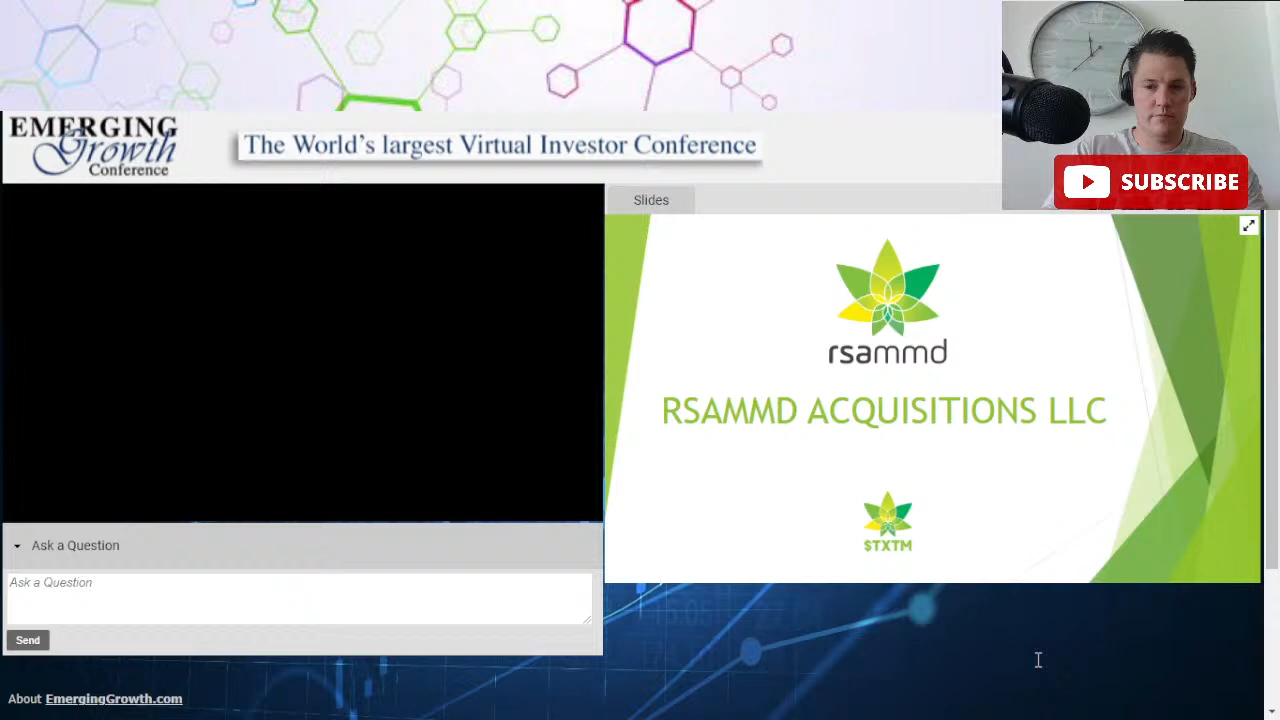 EMERGING
Growth
Conference
The World's largest Virtual Investor Conference
SUBSCRIBE
Slides
rsammd
RSAMMD ACQUISITIONS LLC
$TXTM
Ask a Question
Ask a Question
Send
About EmergingGrowth.com